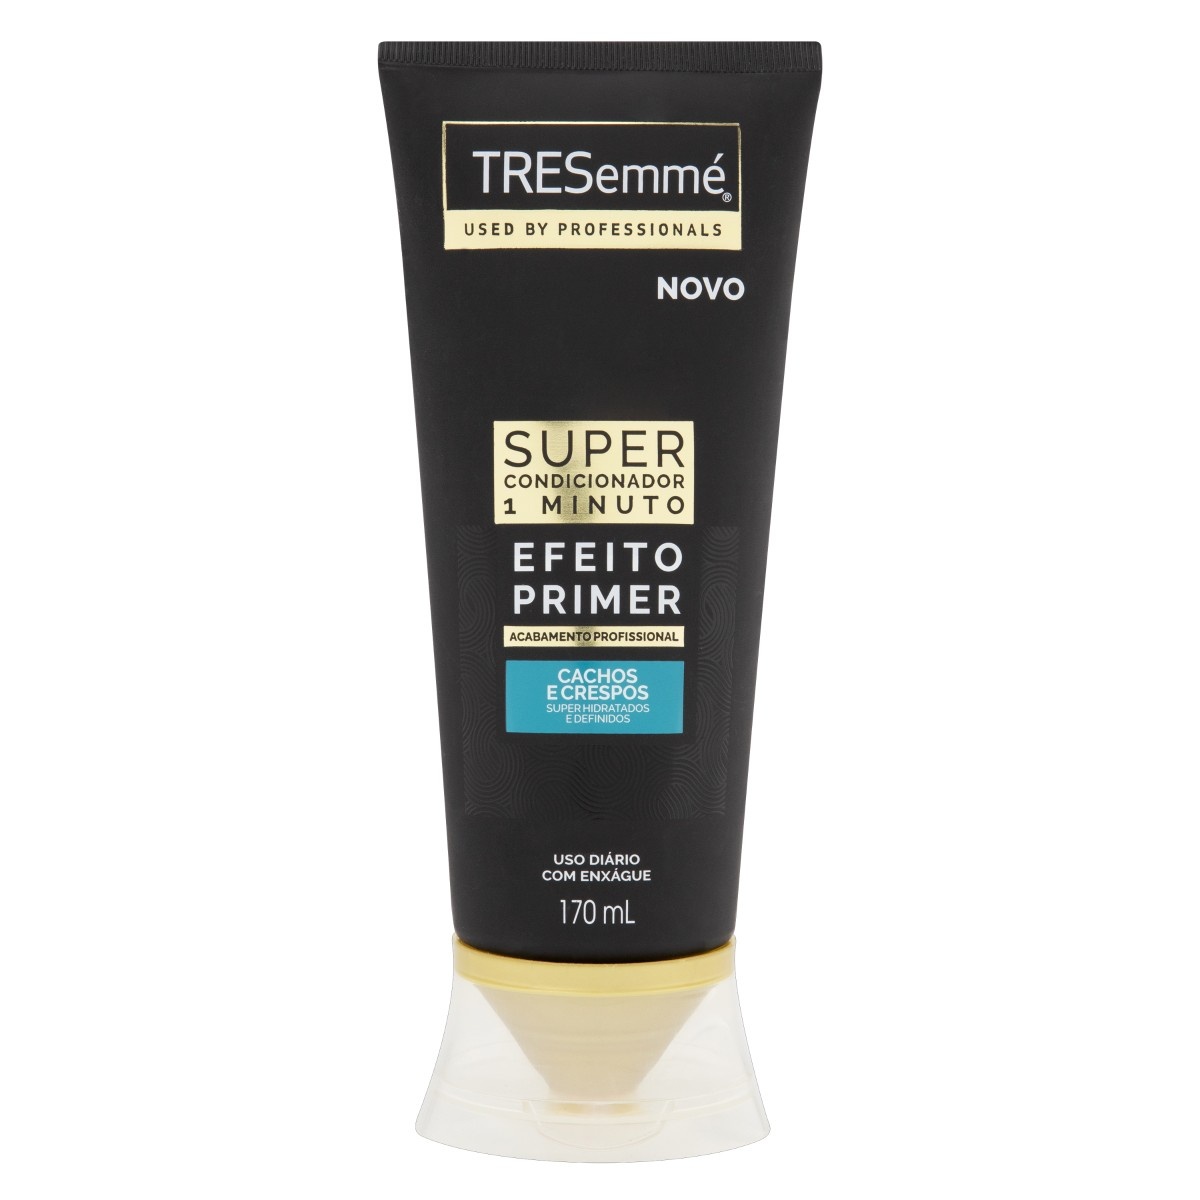 TRESemmé®
USED BY PROFESSIONALS
NOVO
SUPER
CONDICIONADOR
1 MINUTO
EFEITO
PRIMER
ACABAMENTO PROFISSIONAL
CACHOS
E CRESPOS
SUPER HIDRATADOS
E DEFINIDOS
USO DIÁRIO
COM ENXÁGUE
170 mL